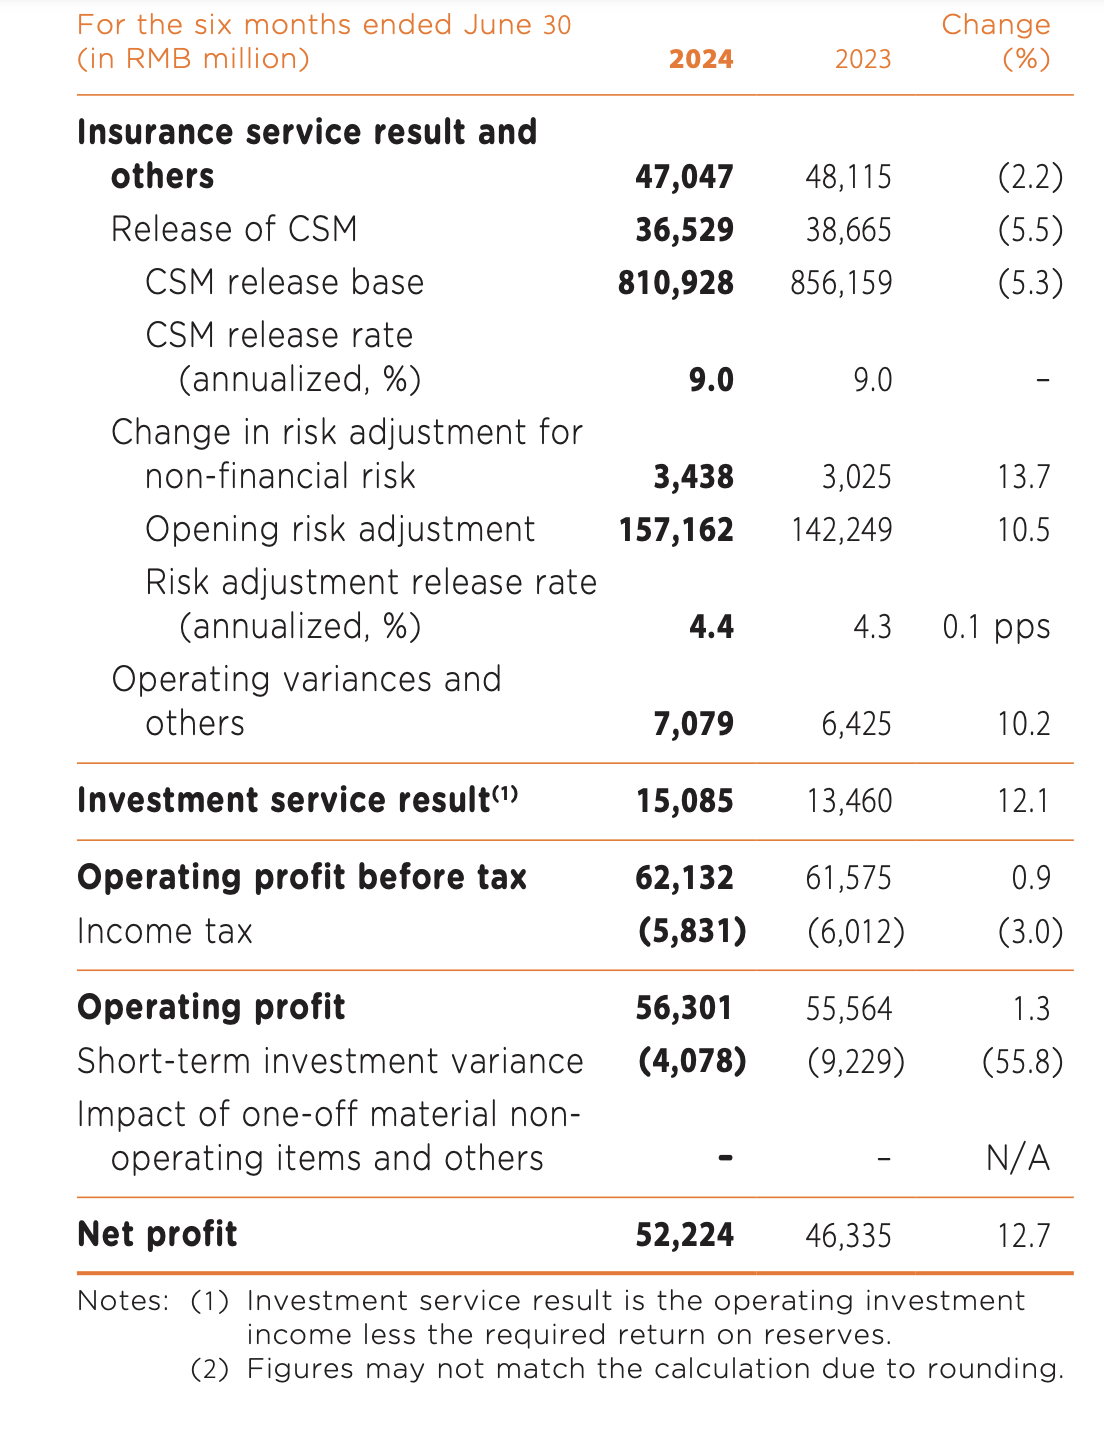 For the six months ended June 30 Change
(in RMB million) 2024 2023 (%)
Insurance service result and
others 47,047 48,115 (2.2)
Release of CSM 36,529 38,665 (5.5)
CSM release base 810,928 856,159 (5.3)
CSM release rate
(annualized, %) 9.0 9.0 –
Change in risk adjustment for
non-financial risk 3,438 3,025 13.7
Opening risk adjustment 157,162 142,249 10.5
Risk adjustment release rate
(annualized, %) 4.4 4.3 0.1 pps
Operating variances and
others 7,079 6,425 10.2
Investment service result(1) 15,085 13,460 12.1
Operating profit before tax 62,132 61,575 0.9
Income tax (5,831) (6,012) (3.0)
Operating profit 56,301 55,564 1.3
Short-term investment variance (4,078) (9,229) (55.8)
Impact of one-off material non-
operating items and others – – N/A
Net profit 52,224 46,335 12.7
Notes: (1) Investment service result is the operating investment
income less the required return on reserves.
(2) Figures may not match the calculation due to rounding.